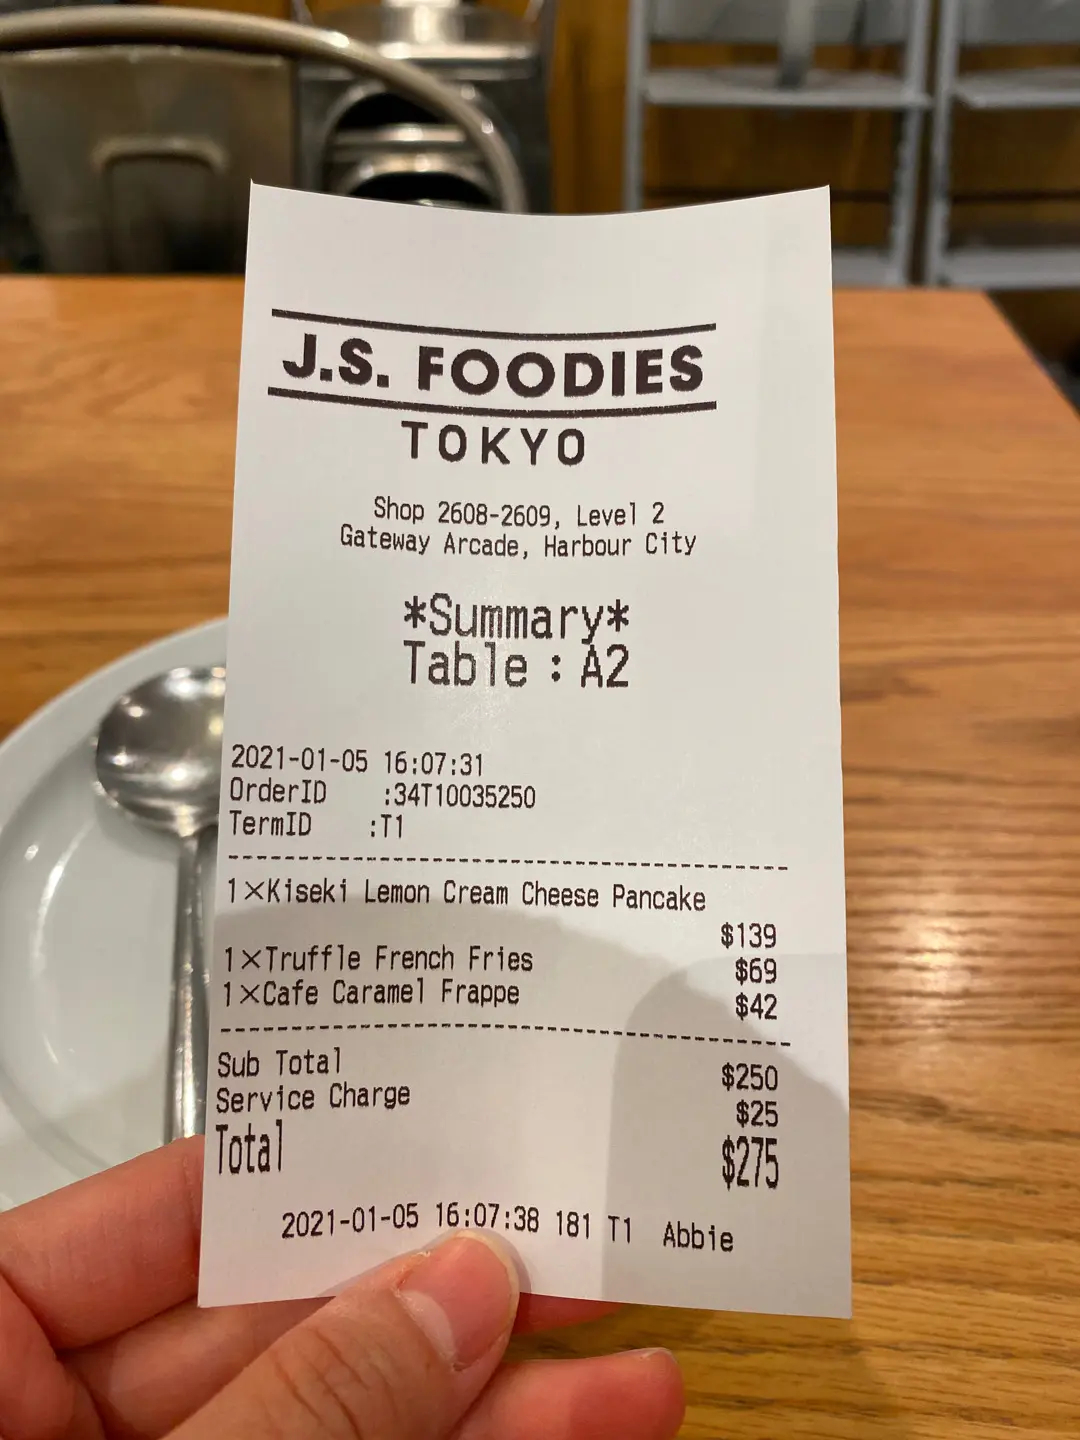 J.S. FOODIES
TOKYO
Shop 2608-2609, Level 2
Gateway Arcade, Harbour City
*Summary*
Table : A2
2021-01-05 16:07:31
OrderID :34T10035250
TermID :T1
1×Kiseki Lemon Cream Cheese Pancake
$139
1×Truffle French Fries $69
1×Cafe Caramel Frappe $42
Sub Total $250
Service Charge $25
Total $275
2021-01-05 16:07:38 181 T1 Abbie